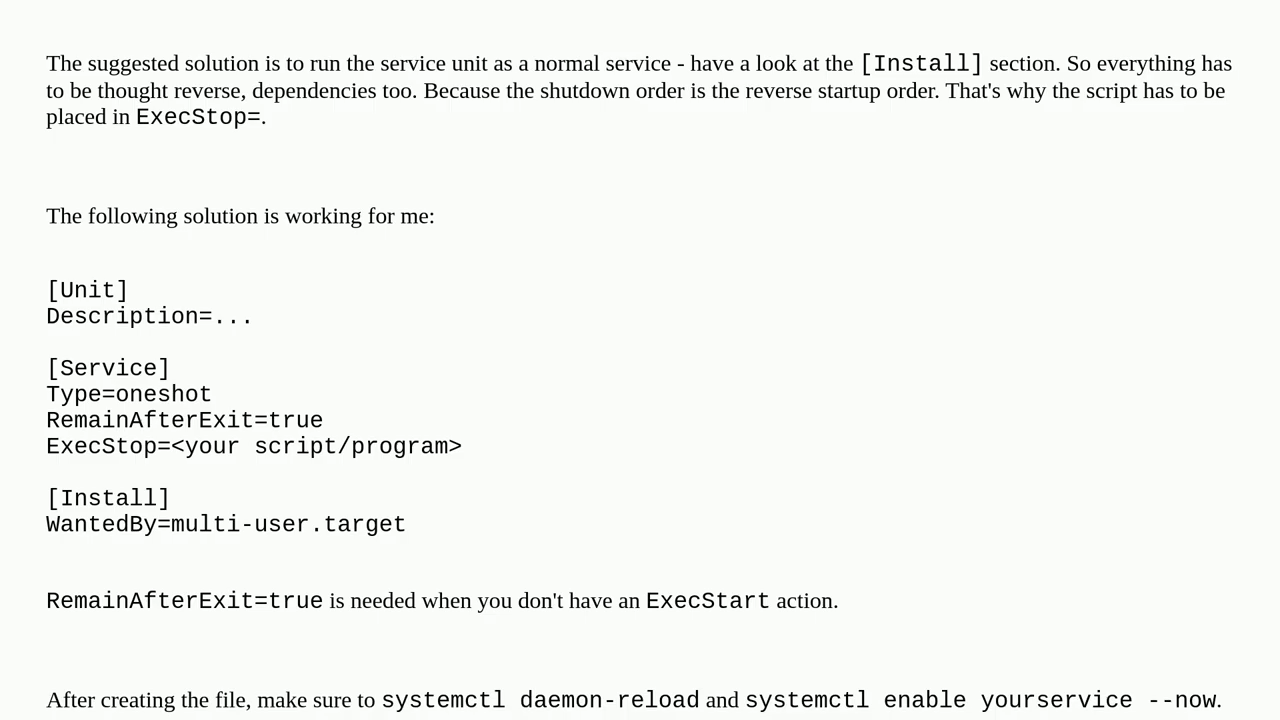 The suggested solution is to run the service unit as a normal service - have a look at the [Install] section. So everything has
to be thought reverse, dependencies too. Because the shutdown order is the reverse startup order. That's why the script has to be
placed in ExecStop=.
The following solution is working for me:
[Unit]
Description=...
[Service]
Type=oneshot
RemainAfterExit=true
ExecStop=<your script/program>
[Install]
WantedBy=multi-user.target
RemainAfterExit=true is needed when you don't have an ExecStart action.
After creating the file, make sure to systemctl daemon-reload and systemctl enable yourservice --now.